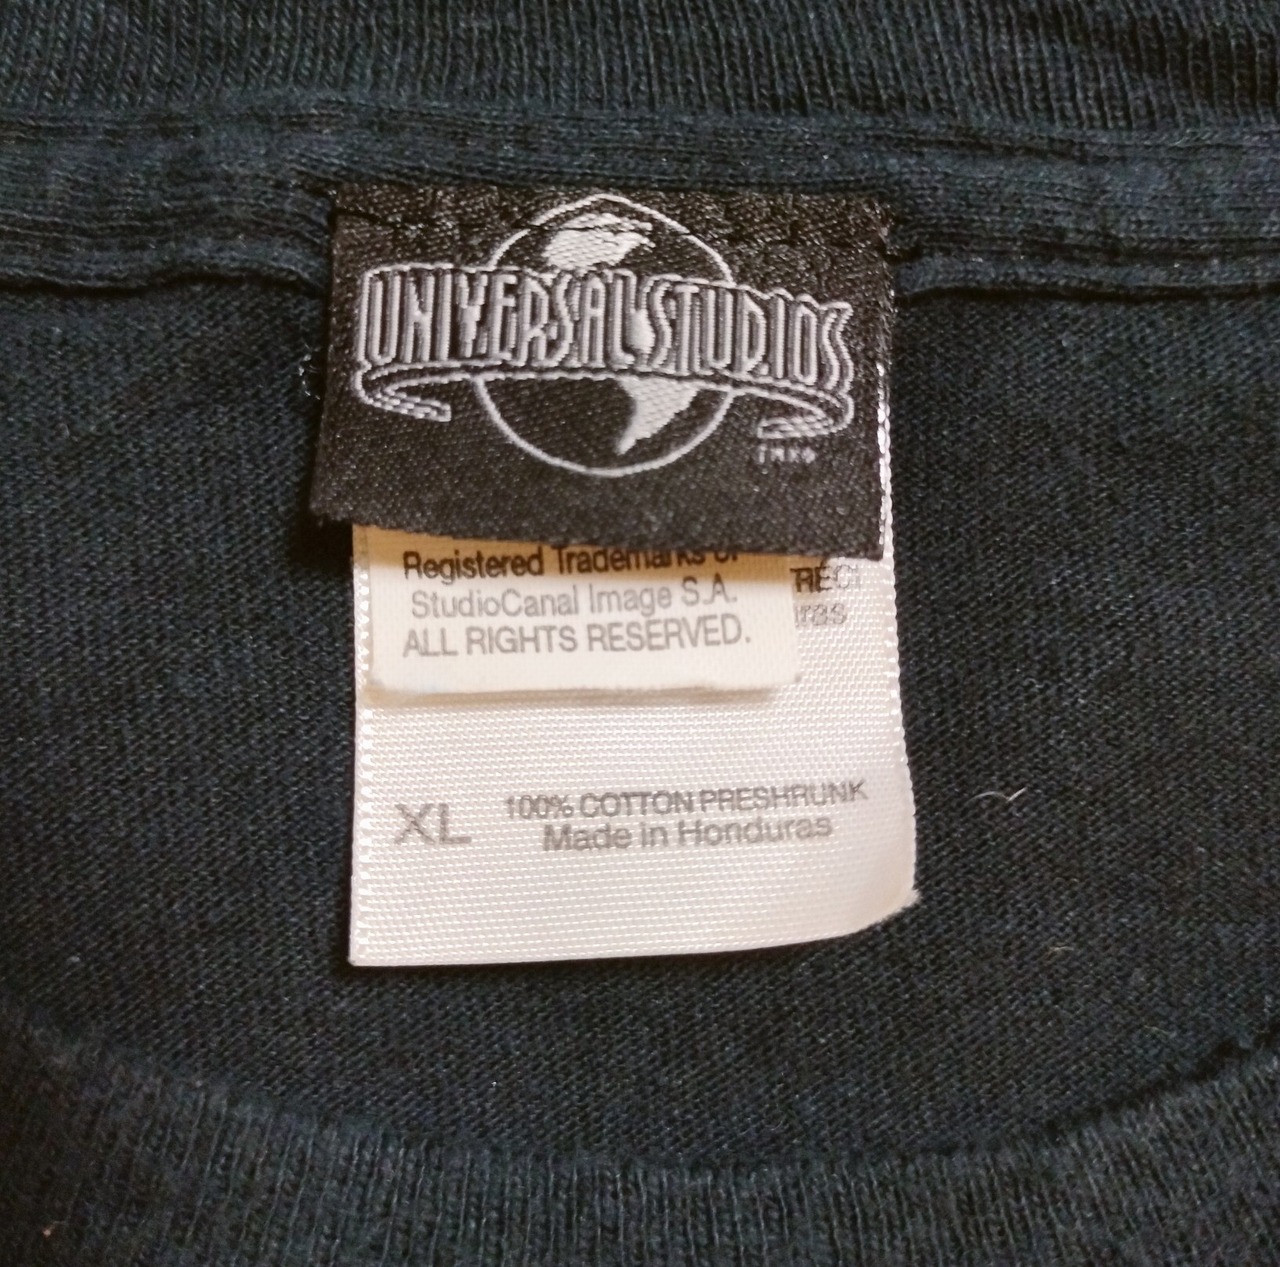 UNIVERSAL STUDIOS
Registered Trademarks of
StudioCanal Image S.A.
ALL RIGHTS RESERVED.
XL
100% COTTON PRESHRUNK
Made in Honduras